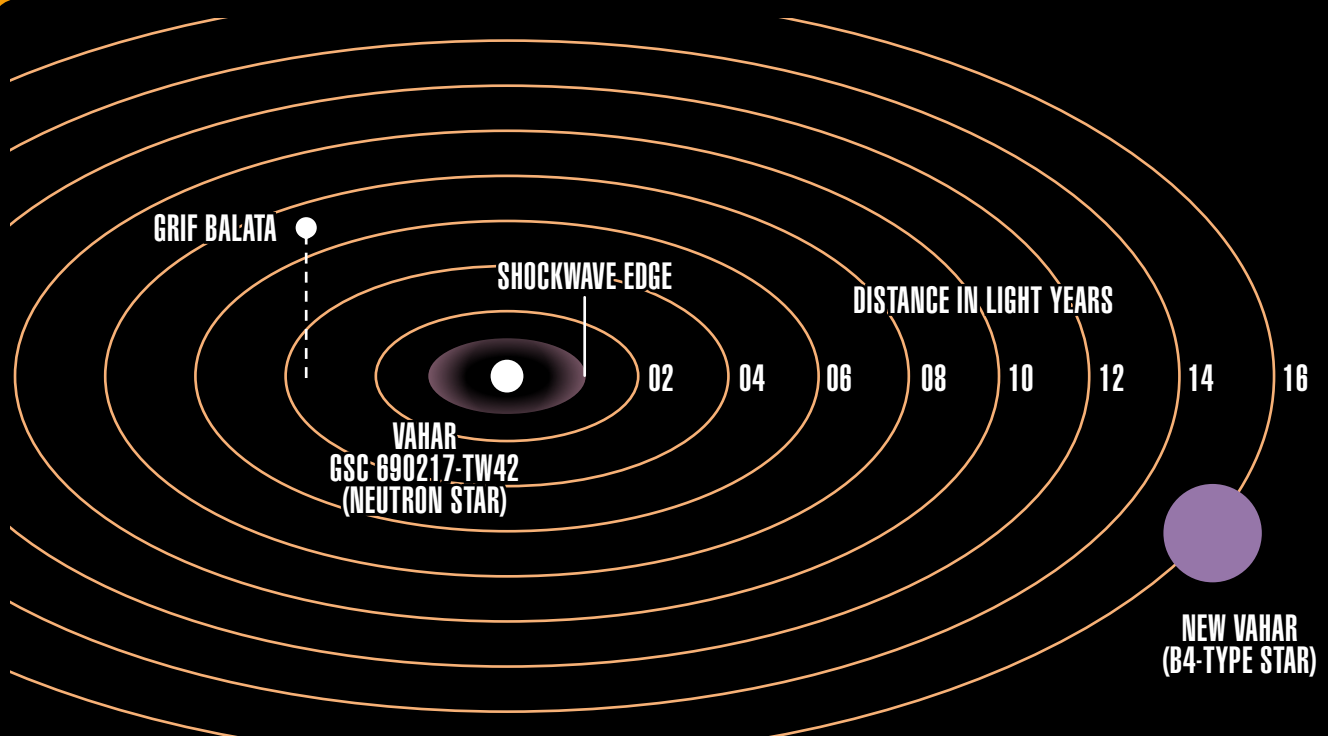 GRIF BALATA
SHOCKWAVE EDGE
DISTANCE IN LIGHT YEARS
02
04
06
08
10
12
14
16
VAHAR
GSC 690217-TW42
(NEUTRON STAR)
NEW VAHAR
(B4-TYPE STAR)